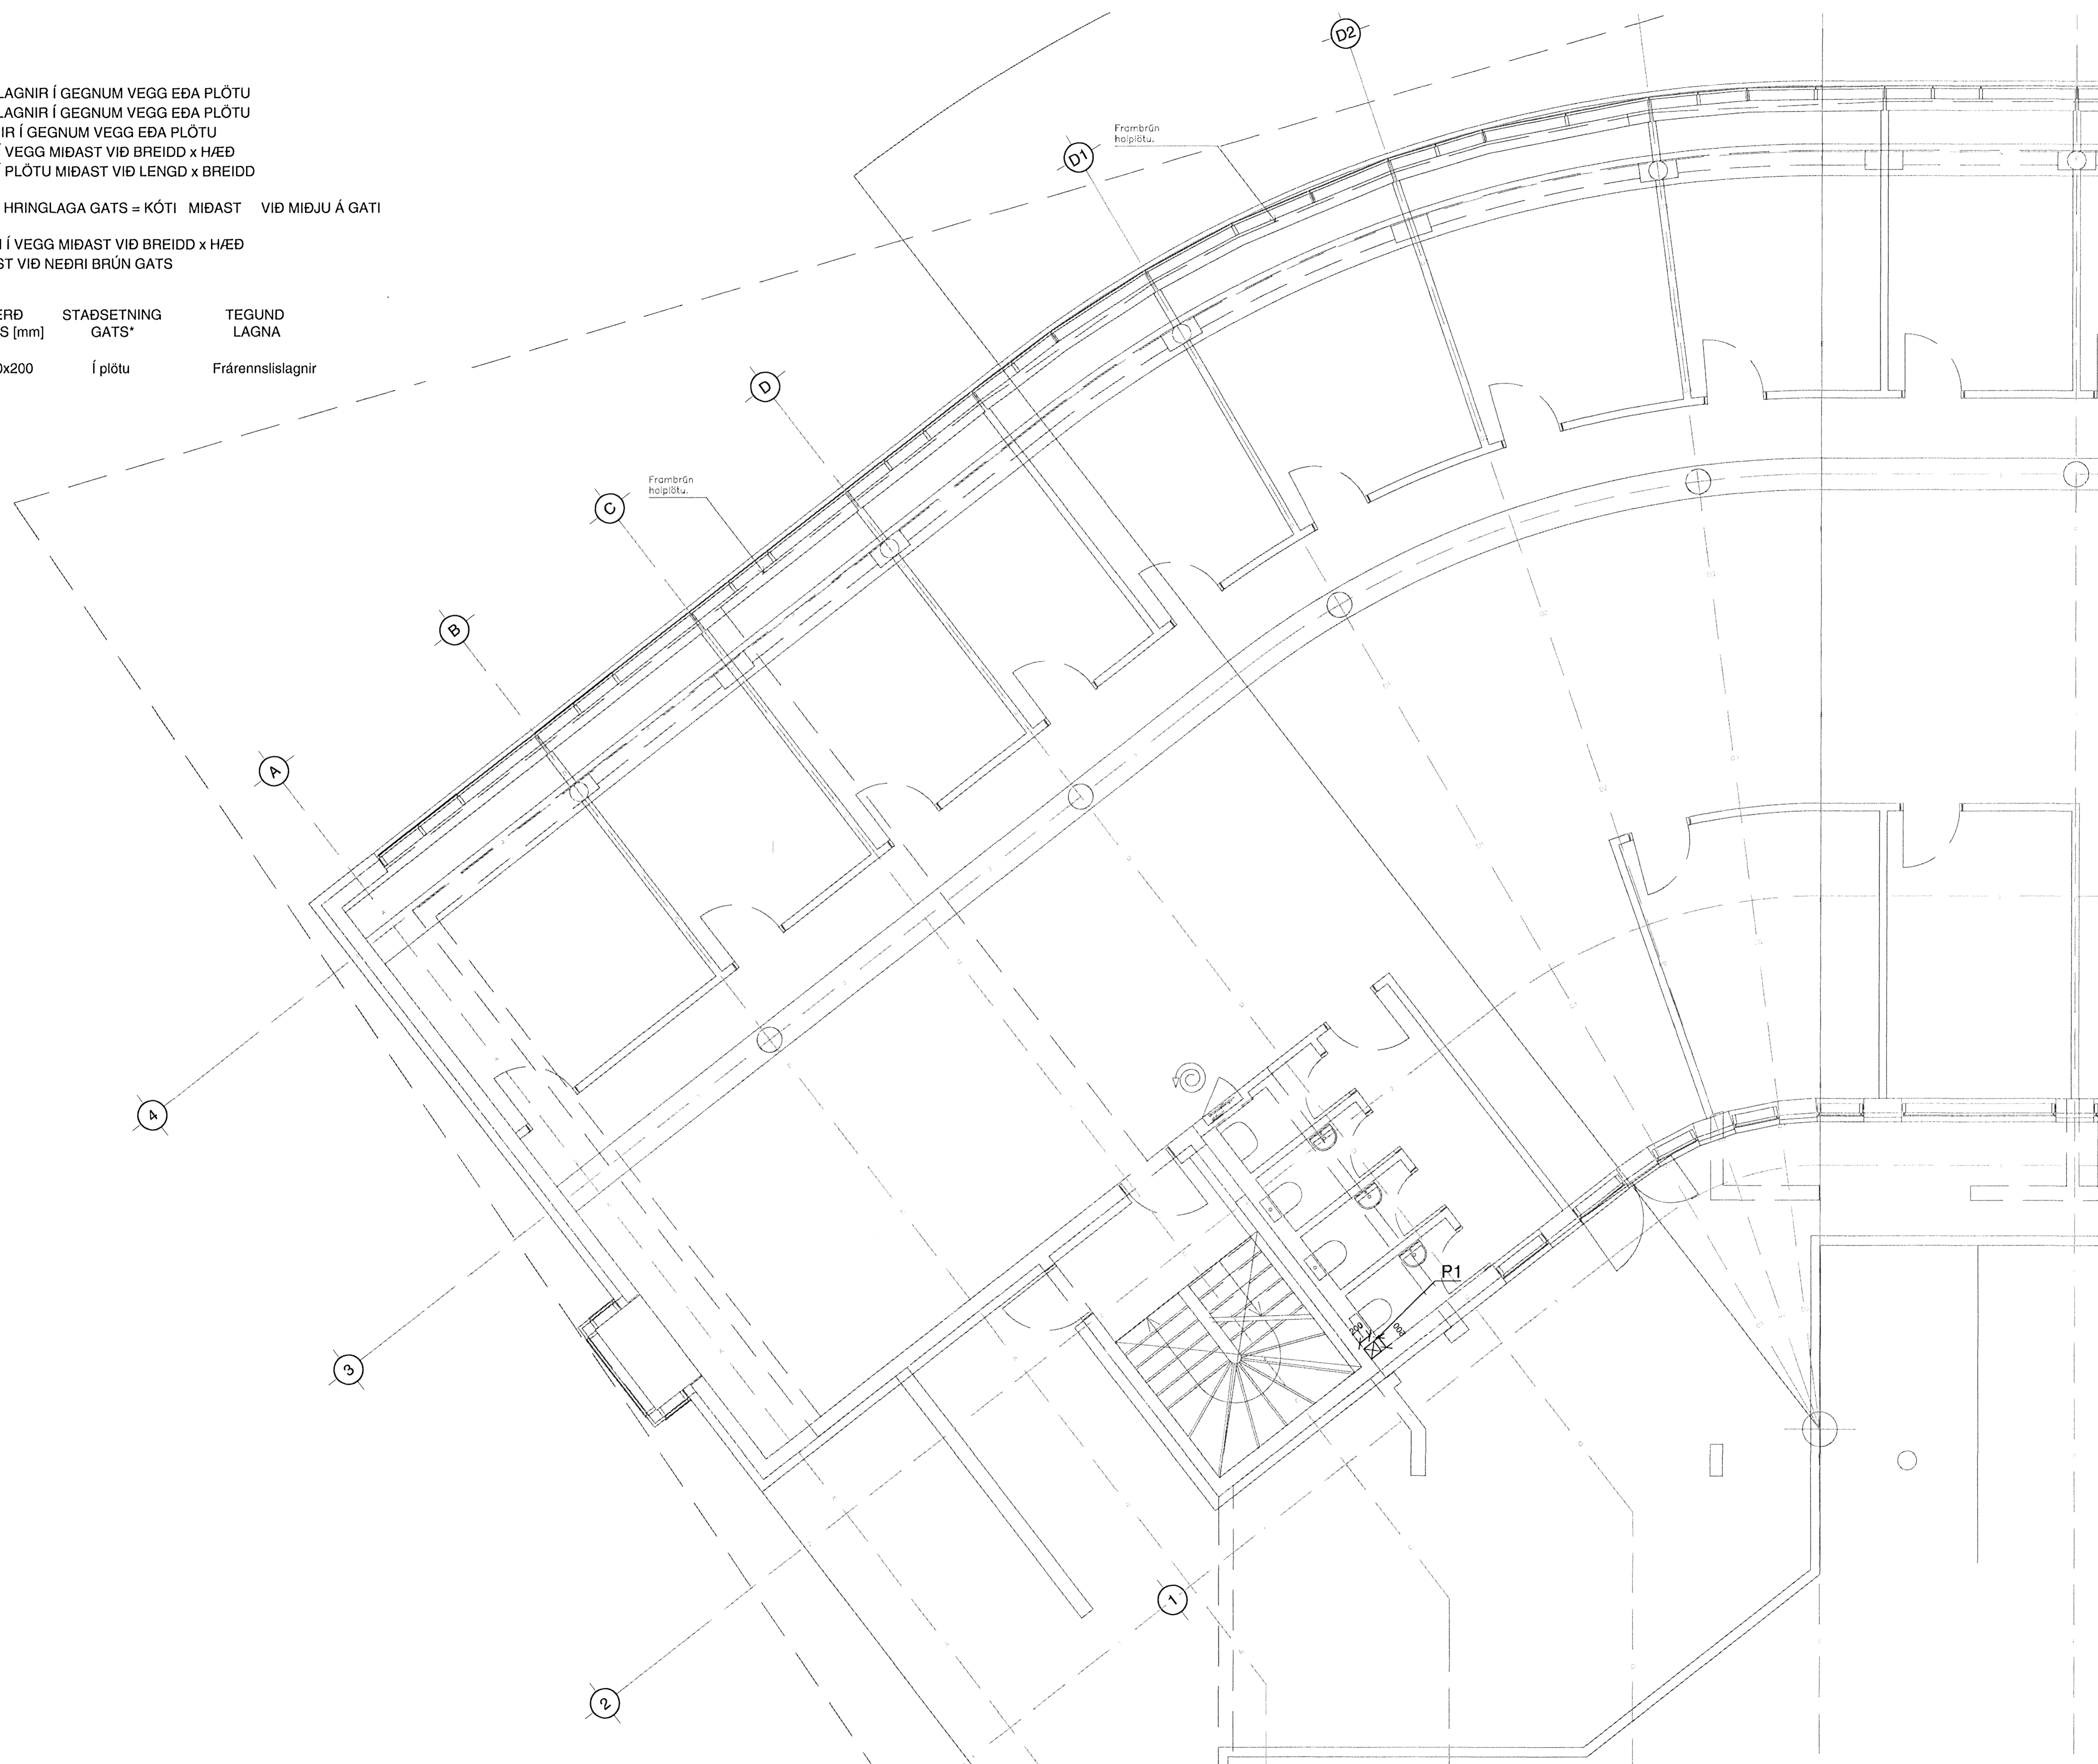 LAGNIR Í GEGNUM VEGG EÐA PLÖTU
LAGNIR Í GEGNUM VEGG EÐA PLÖTU
IR Í GEGNUM VEGG EÐA PLÖTU
VEGG MIÐAST VIÐ BREIDD x HÆÐ
PLÖTU MIÐAST VIÐ LENGD x BREIDD
HRINGLAGA GATS = KÓTI MIÐAST VIÐ MIÐJU Á GATI
Í VEGG MIÐAST VIÐ BREIDD x HÆÐ
ST VIÐ NEÐRI BRÚN GATS
ERÐ STAÐSETNING TEGUND
S [mm] GATS* LAGNA
0x200 Í plötu Frárennslislagnir
D2
D1
Frambrún
holplötu.
D
Frambrún
holplötu.
C
B
A
4
3
2
1
P1
200
200